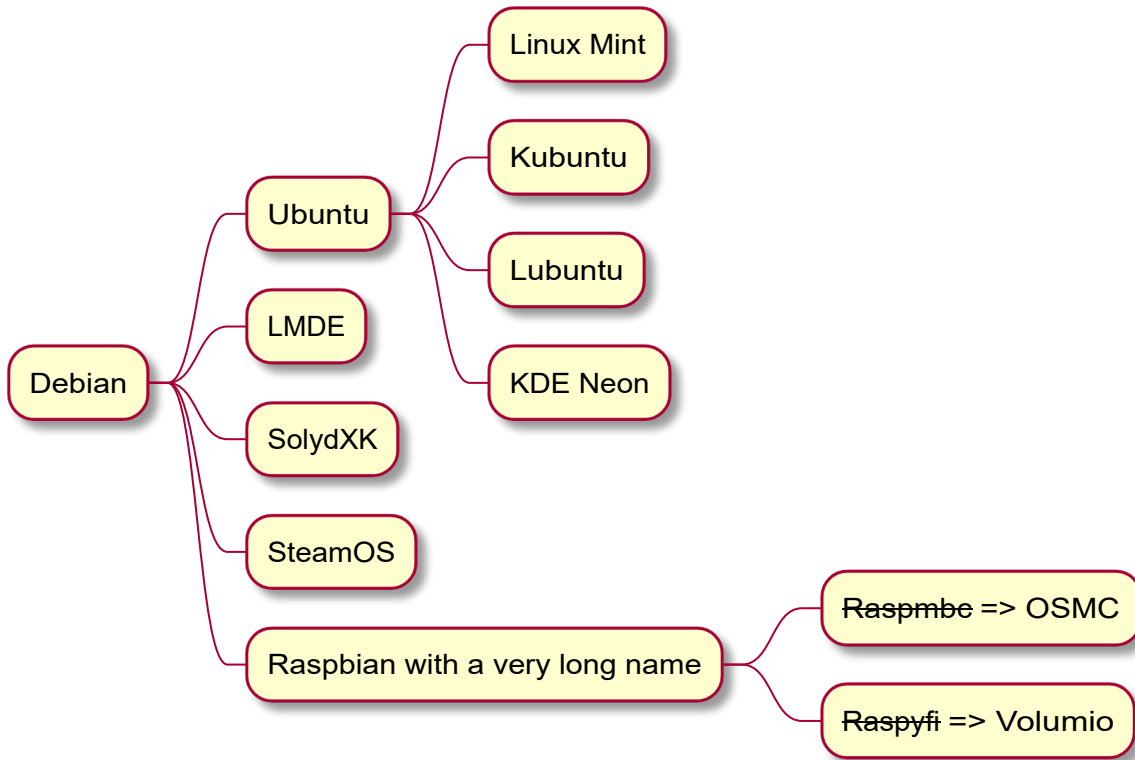 Linux Mint
Kubuntu
Ubuntu
Lubuntu
LMDE
KDE Neon
Debian
SolydXK
SteamOS
Raspmbc => OSMC
Raspbian with a very long name
Raspyfi => Volumio